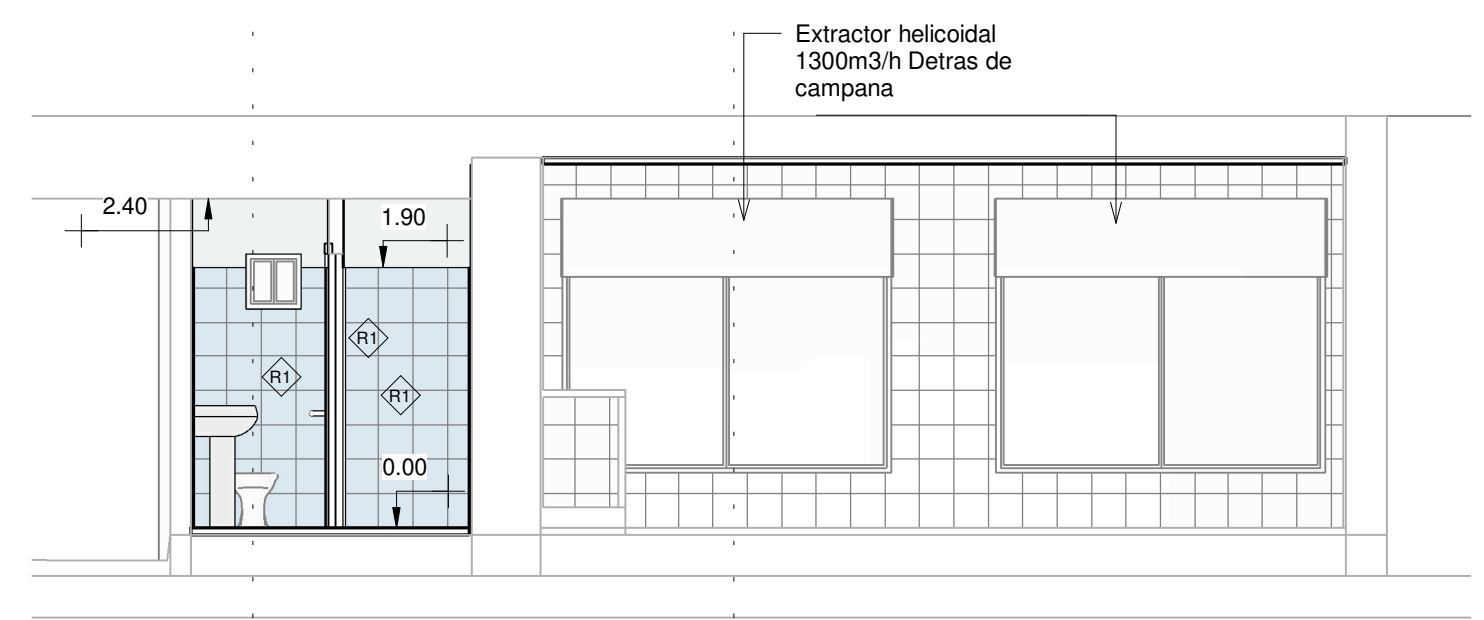 Extractor helicoidal
1300m3/h Detras de
campana
2.40
1.90
R1
R1
R1
0.00